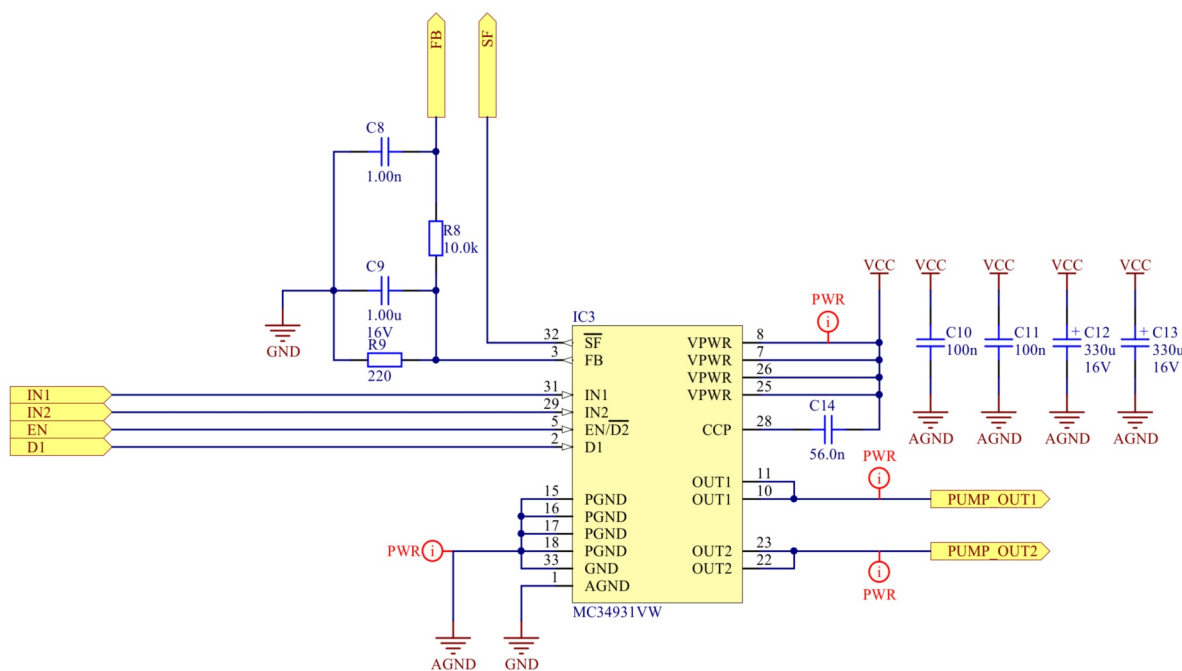 FB
SF
C8
1.00n
R8
10.0k
C9
1.00u
16V
R9
220
GND
IN1
IN2
EN
D1
IC3
32 SF
3 FB
31 IN1
29 IN2
5 EN/D2
2 D1
15 PGND
16 PGND
17 PGND
18 PGND
33 GND
1 AGND
VPWR 8
VPWR 7
VPWR 26
VPWR 25
CCP 28
OUT1 11
OUT1 10
OUT2 23
OUT2 22
MC34931VW
PWR i
AGND
GND
PWR
i
C14
56.0n
VCC
VCC
VCC
VCC
VCC
C10
100n
C11
100n
+ C12
330u
16V
+ C13
330u
16V
AGND
AGND
AGND
AGND
PWR
i
PUMP_OUT1
PUMP_OUT2
i
PWR